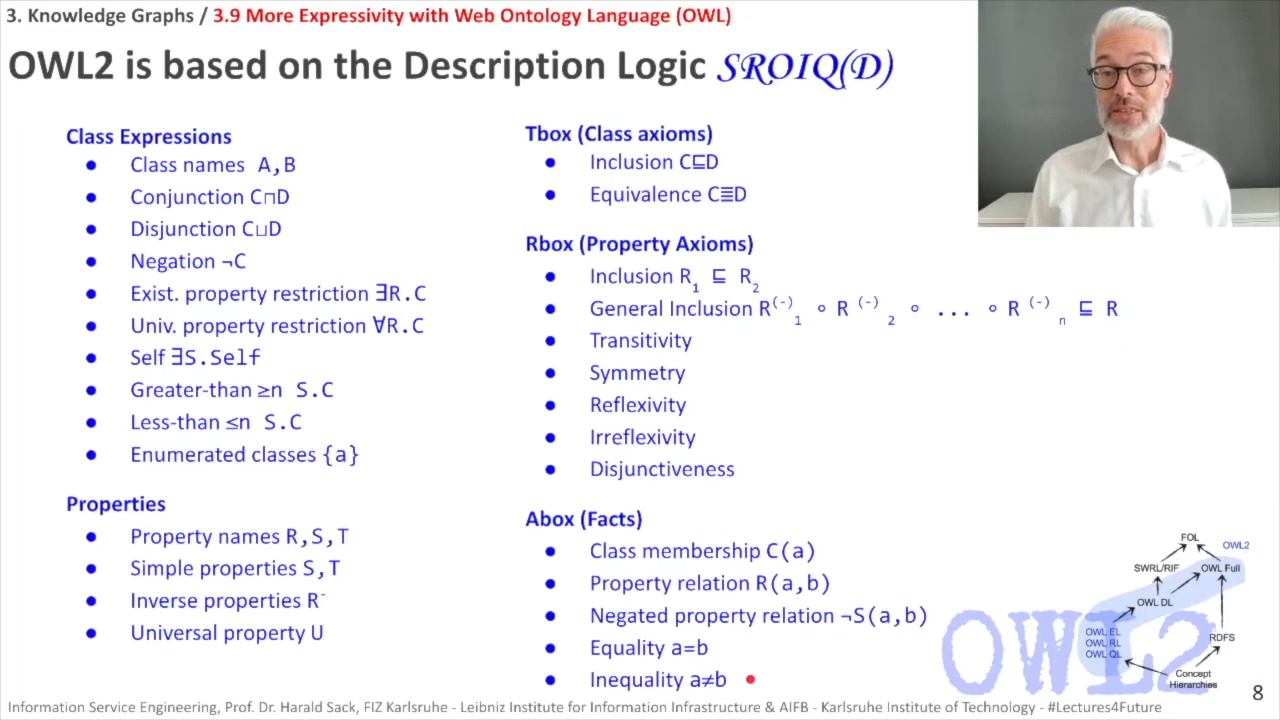 3. Knowledge Graphs / 3.9 More Expressivity with Web Ontology Language (OWL)
OWL2 is based on the Description Logic SROIQ(D)
Class Expressions
● Class names A,B
● Conjunction C⊓D
● Disjunction C⊔D
● Negation ¬C
● Exist. property restriction ∃R.C
● Univ. property restriction ∀R.C
● Self ∃S.Self
● Greater-than ≥n S.C
● Less-than ≤n S.C
● Enumerated classes {a}
Properties
● Property names R,S,T
● Simple properties S,T
● Inverse properties R⁻
● Universal property U
Tbox (Class axioms)
● Inclusion C⊑D
● Equivalence C≣D
Rbox (Property Axioms)
● Inclusion R₁ ⊑ R₂
● General Inclusion R⁽⁻⁾₁ ∘ R⁽⁻⁾₂ ∘ ... ∘ R⁽⁻⁾ₙ ⊑ R
● Transitivity
● Symmetry
● Reflexivity
● Irreflexivity
● Disjunctiveness
Abox (Facts)
● Class membership C(a)
● Property relation R(a,b)
● Negated property relation ¬S(a,b)
● Equality a=b
● Inequality a≠b
OWL2
FOL
OWL2
SWRL/RIF
OWL Full
OWL DL
OWL EL
OWL RL
OWL QL
RDFS
Concept
Hierarchies
Information Service Engineering, Prof. Dr. Harald Sack, FIZ Karlsruhe - Leibniz Institute for Information Infrastructure & AIFB - Karlsruhe Institute of Technology - #Lectures4Future
8